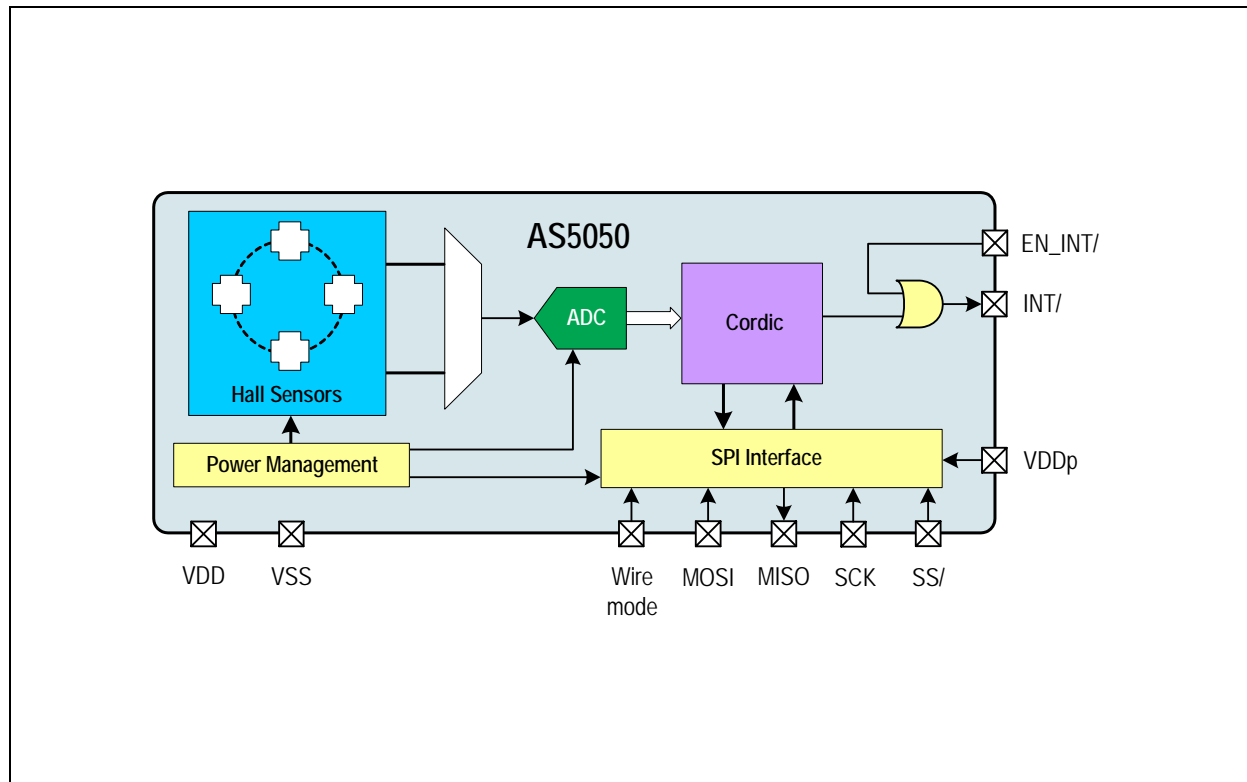 AS5050
EN_INT/
INT/
ADC
Cordic
Hall Sensors
Power Management
SPI Interface
VDDp
VDD
VSS
Wire
mode
MOSI
MISO
SCK
SS/